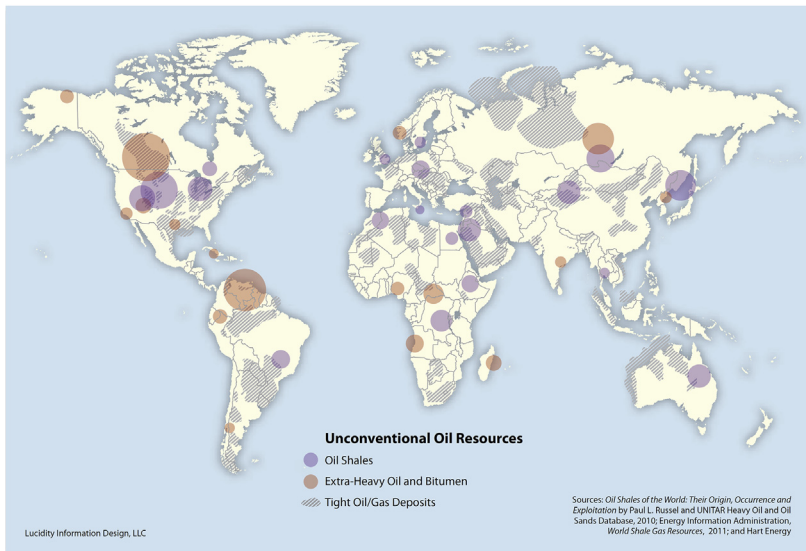 Unconventional Oil Resources
Oil Shales
Extra-Heavy Oil and Bitumen
Tight Oil/Gas Deposits
Sources: Oil Shales of the World: Their Origin, Occurrence and
Exploitation by Paul L. Russel and UNITAR Heavy Oil and Oil
Sands Database, 2010; Energy Information Administration,
World Shale Gas Resources, 2011; and Hart Energy
Lucidity Information Design, LLC